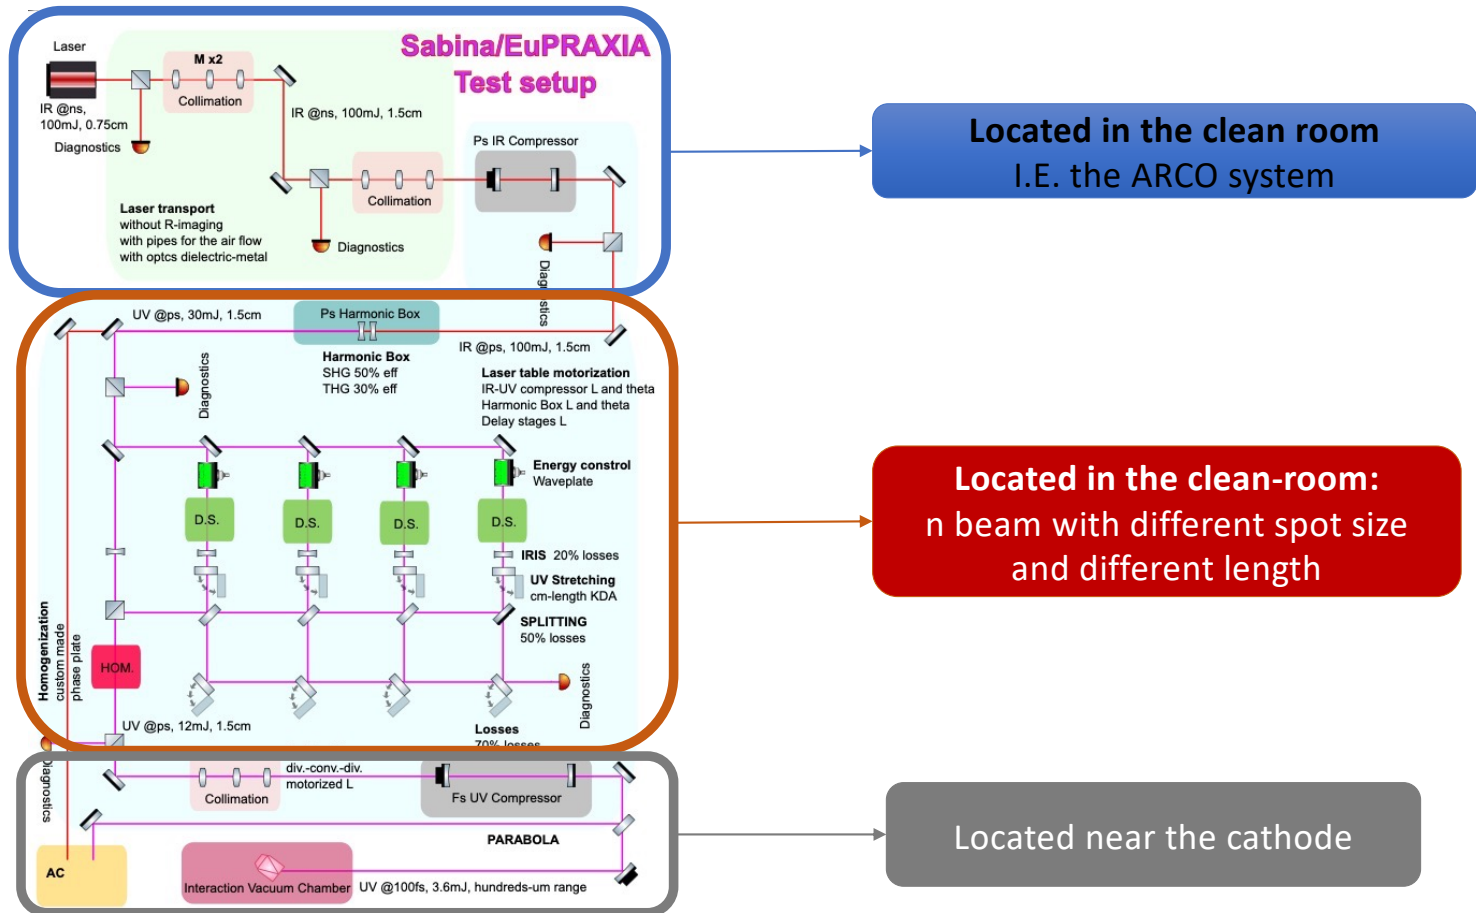 Sabina/EuPRAXIA
Test setup
Laser
M x2
Collimation
IR @ns,
100mJ, 0.75cm
Diagnostics
IR @ns, 100mJ, 1.5cm
Ps IR Compressor
Collimation
Laser transport
without R-imaging
with pipes for the air flow
with optcs dielectric-metal
Diagnostics
Diagnostics
Located in the clean room
I.E. the ARCO system
UV @ps, 30mJ, 1.5cm
Ps Harmonic Box
IR @ps, 100mJ, 1.5cm
Harmonic Box
SHG 50% eff
THG 30% eff
Laser table motorization
IR-UV compressor L and theta
Harmonic Box L and theta
Delay stages L
Diagnostics
Energy constrol
Waveplate
D.S.
D.S.
D.S.
D.S.
IRIS 20% losses
UV Stretching
cm-length KDA
SPLITTING
50% losses
Homogenization
custom made
phase plate
HOM.
Diagnostics
UV @ps, 12mJ, 1.5cm
Losses
70% losses
Located in the clean-room:
n beam with different spot size
and different length
Diagnostics
div.-conv.-div.
motorized L
Collimation
Fs UV Compressor
PARABOLA
AC
Interaction Vacuum Chamber
UV @100fs, 3.6mJ, hundreds-um range
Located near the cathode